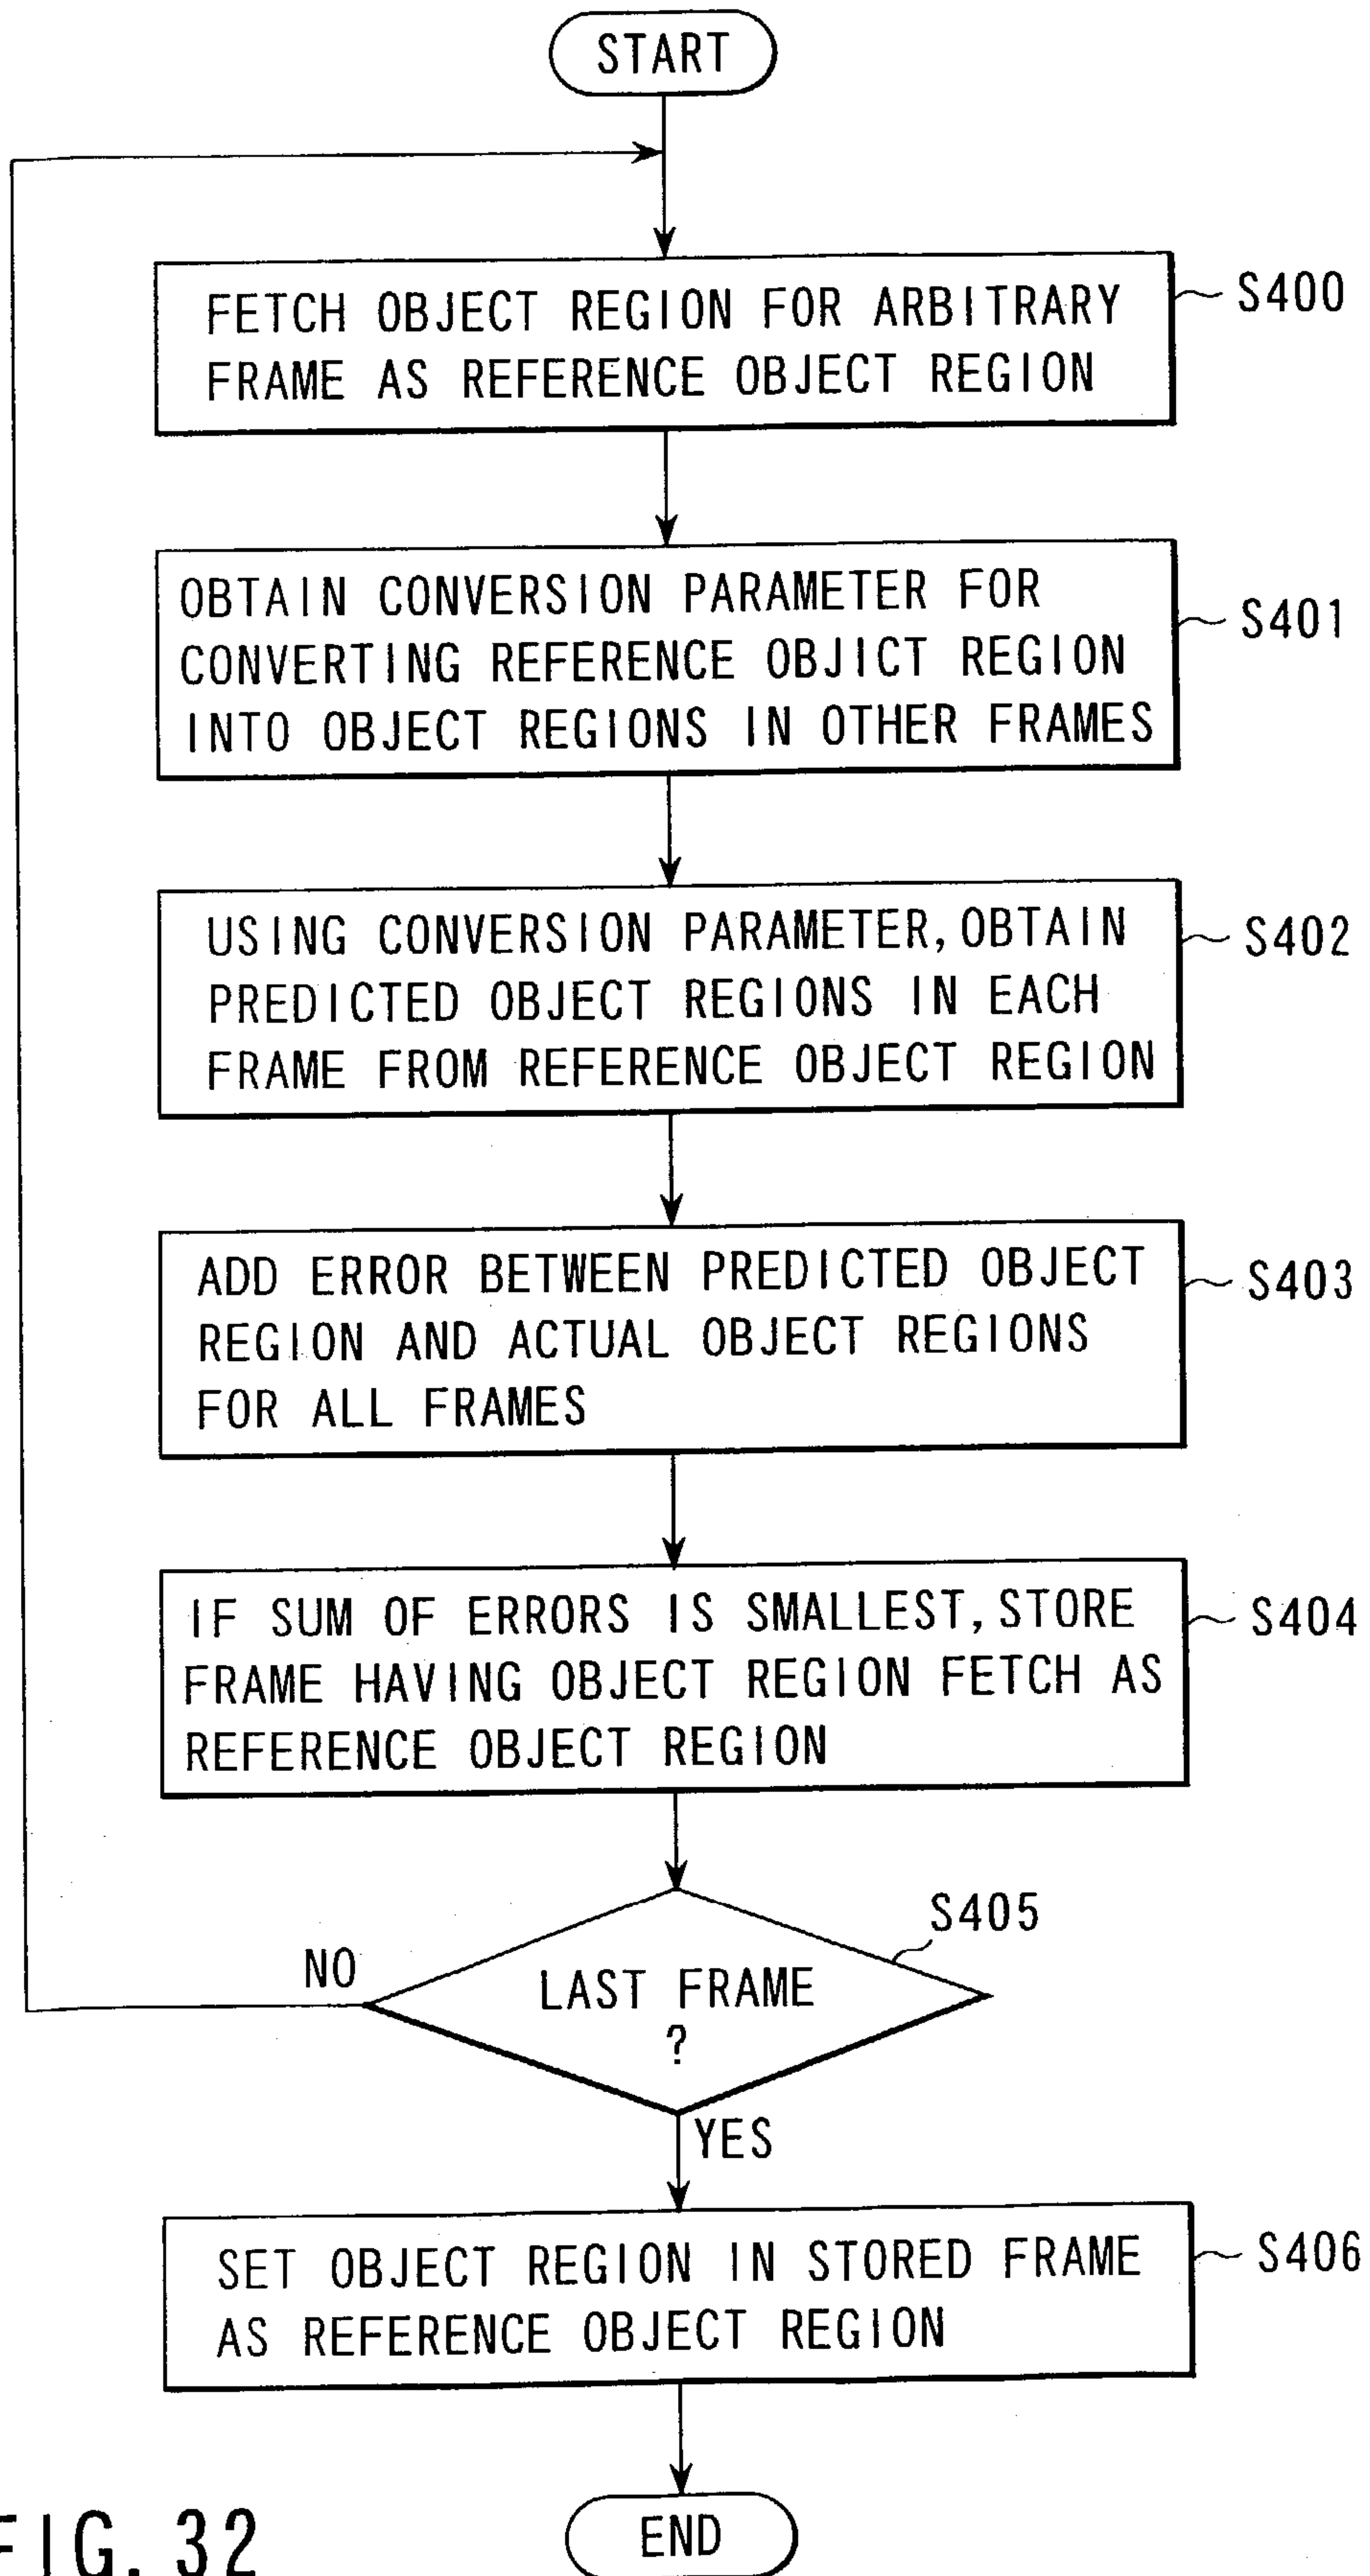 START
FETCH OBJECT REGION FOR ARBITRARY
FRAME AS REFERENCE OBJECT REGION
S400
OBTAIN CONVERSION PARAMETER FOR
CONVERTING REFERENCE OBJICT REGION
INTO OBJECT REGIONS IN OTHER FRAMES
S401
USING CONVERSION PARAMETER, OBTAIN
PREDICTED OBJECT REGIONS IN EACH
FRAME FROM REFERENCE OBJECT REGION
S402
ADD ERROR BETWEEN PREDICTED OBJECT
REGION AND ACTUAL OBJECT REGIONS
FOR ALL FRAMES
S403
IF SUM OF ERRORS IS SMALLEST, STORE
FRAME HAVING OBJECT REGION FETCH AS
REFERENCE OBJECT REGION
S404
S405
NO
LAST FRAME
?
YES
SET OBJECT REGION IN STORED FRAME
AS REFERENCE OBJECT REGION
S406
END
FIG. 32